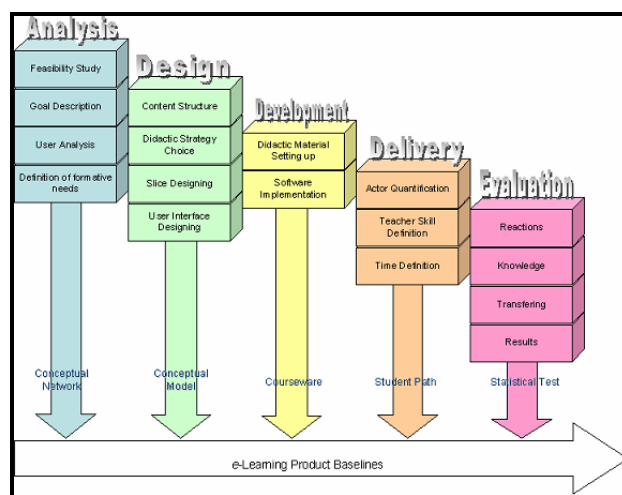 Analysis
Feasibility Study
Goal Description
User Analysis
Definition of formative
needs
Conceptual
Network
Design
Content Structure
Didactic Strategy
Choice
Slice Designing
User Interface
Designing
Conceptual
Model
Development
Didactic Material
Setting up
Software
Implementation
Courseware
Delivery
Actor Quantification
Teacher Skill
Definition
Time Definition
Student Path
Evaluation
Reactions
Knowledge
Transfering
Results
Statistical Test
e-Learning Product Baselines